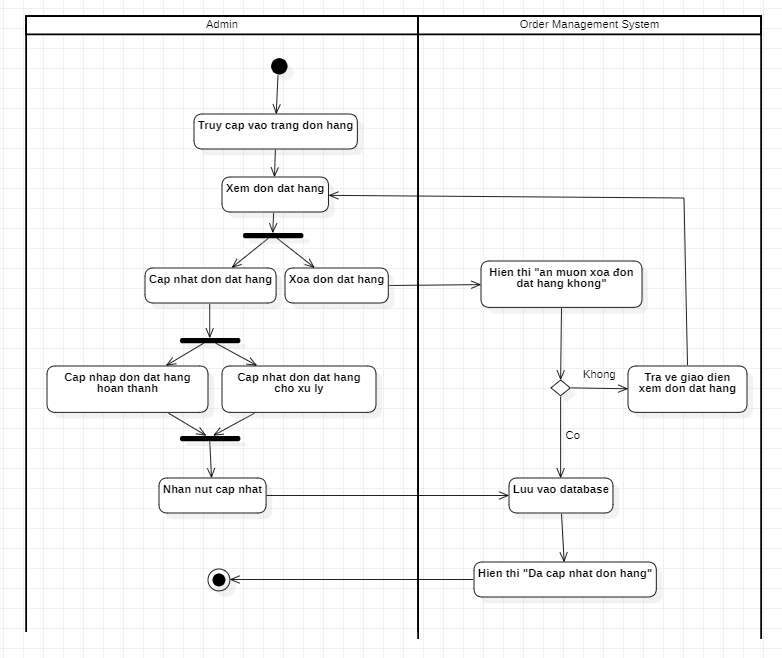 Admin
Order Management System
Truy cap vao trang don hang
Xem don dat hang
Cap nhat don dat hang
Xoa don dat hang
Hien thi "an muon xoa đon
dat hang khong"
Cap nhap don dat hang
hoan thanh
Cap nhat don dat hang
cho xu ly
Khong
Tra ve giao dien
xem don dat hang
Co
Nhan nut cap nhat
Luu vao database
Hien thi "Da cap nhat don hang"